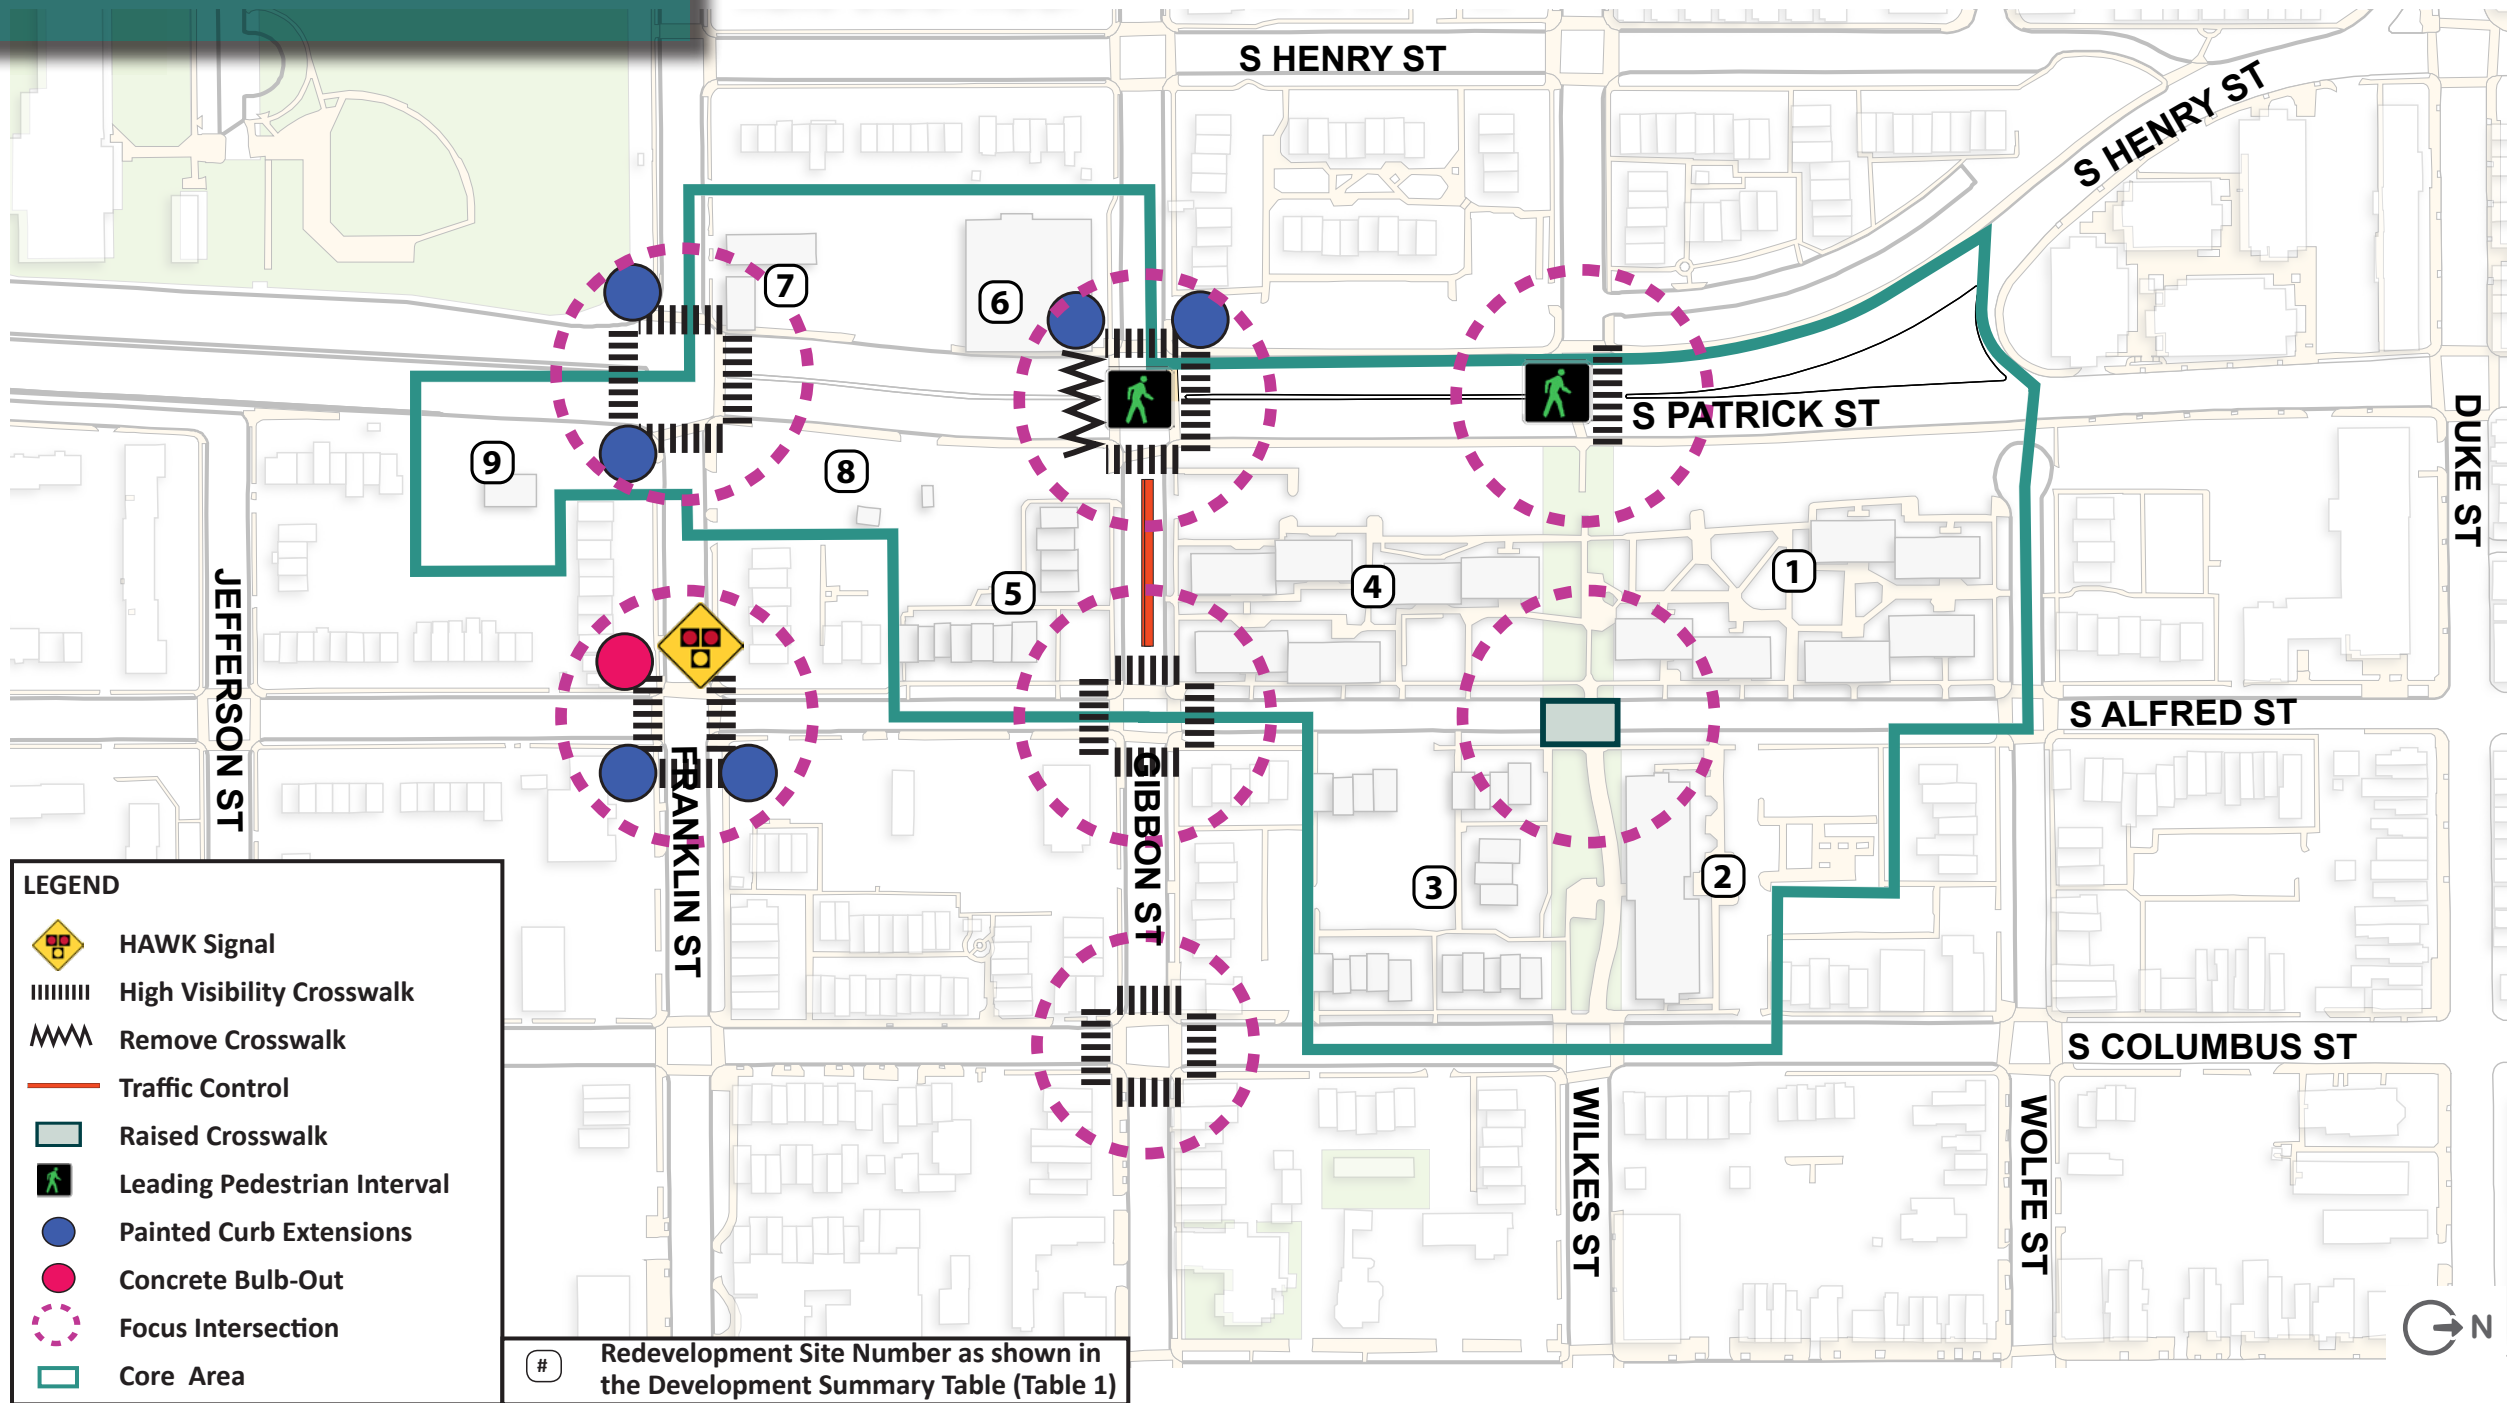 S HENRY ST
S HENRY ST
7
6
S PATRICK ST
DUKE ST
9
8
1
4
5
JEFFERSON ST
S ALFRED ST
FRANKLIN ST
GIBBON ST
3
2
S COLUMBUS ST
WILKES ST
WOLFE ST
LEGEND
HAWK Signal
High Visibility Crosswalk
Remove Crosswalk
Traffic Control
Raised Crosswalk
Leading Pedestrian Interval
Painted Curb Extensions
Concrete Bulb-Out
Focus Intersection
Core Area
# Redevelopment Site Number as shown in
the Development Summary Table (Table 1)
N